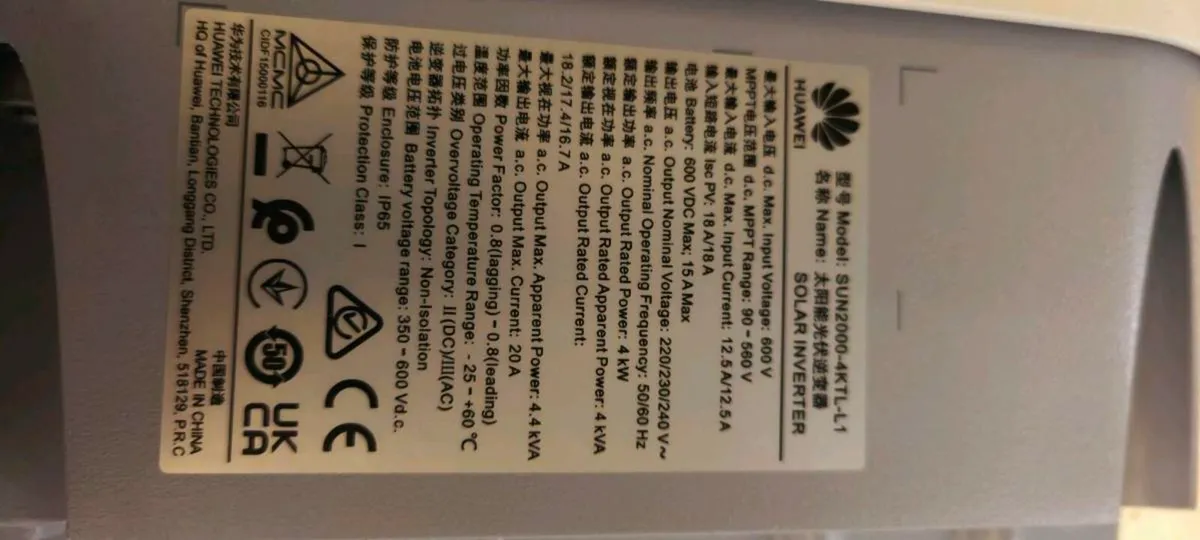 HUAWEI
型号 Model: SUN2000-4KTL-L1
名称 Name: 太阳能光伏逆变器
SOLAR INVERTER
最大输入电压 d.c. Max. Input Voltage: 600 V
MPPT电压范围 d.c. MPPT Range: 90 - 560 V
最大输入电流 d.c. Max. Input Current: 12.5 A/12.5 A
输入短路电流 Isc PV: 18 A/18 A
电池 Battery: 600 VDC Max; 15 A Max
输出电压 a.c. Output Nominal Voltage: 220/230/240 V~
输出频率 a.c. Nominal Operating Frequency: 50/60 Hz
额定输出功率 a.c. Output Rated Power: 4 kW
额定视在功率 a.c. Output Rated Apparent Power: 4 kVA
额定输出电流 a.c. Output Rated Current:
18.2/17.4/16.7 A
最大视在功率 a.c. Output Max. Apparent Power: 4.4 kVA
最大输出电流 a.c. Output Max. Current: 20 A
功率因数 Power Factor: 0.8(lagging) - 0.8(leading)
温度范围 Operating Temperature Range: - 25 - +60 ℃
过电压类别 Overvoltage Category: II(DC)/III(AC)
逆变器拓扑 Inverter Topology: Non-Isolation
电池电压范围 Battery voltage range: 350 - 600 Vd.c.
防护等级 Enclosure: IP65
保护等级 Protection Class: I
CE
MCMC
CIDF15000116
50
UK
CA
华为技术有限公司
中国制造
HUAWEI TECHNOLOGIES CO., LTD.
MADE IN CHINA
HQ of Huawei, Bantian, Longgang District, Shenzhen, 518129, P.R.C